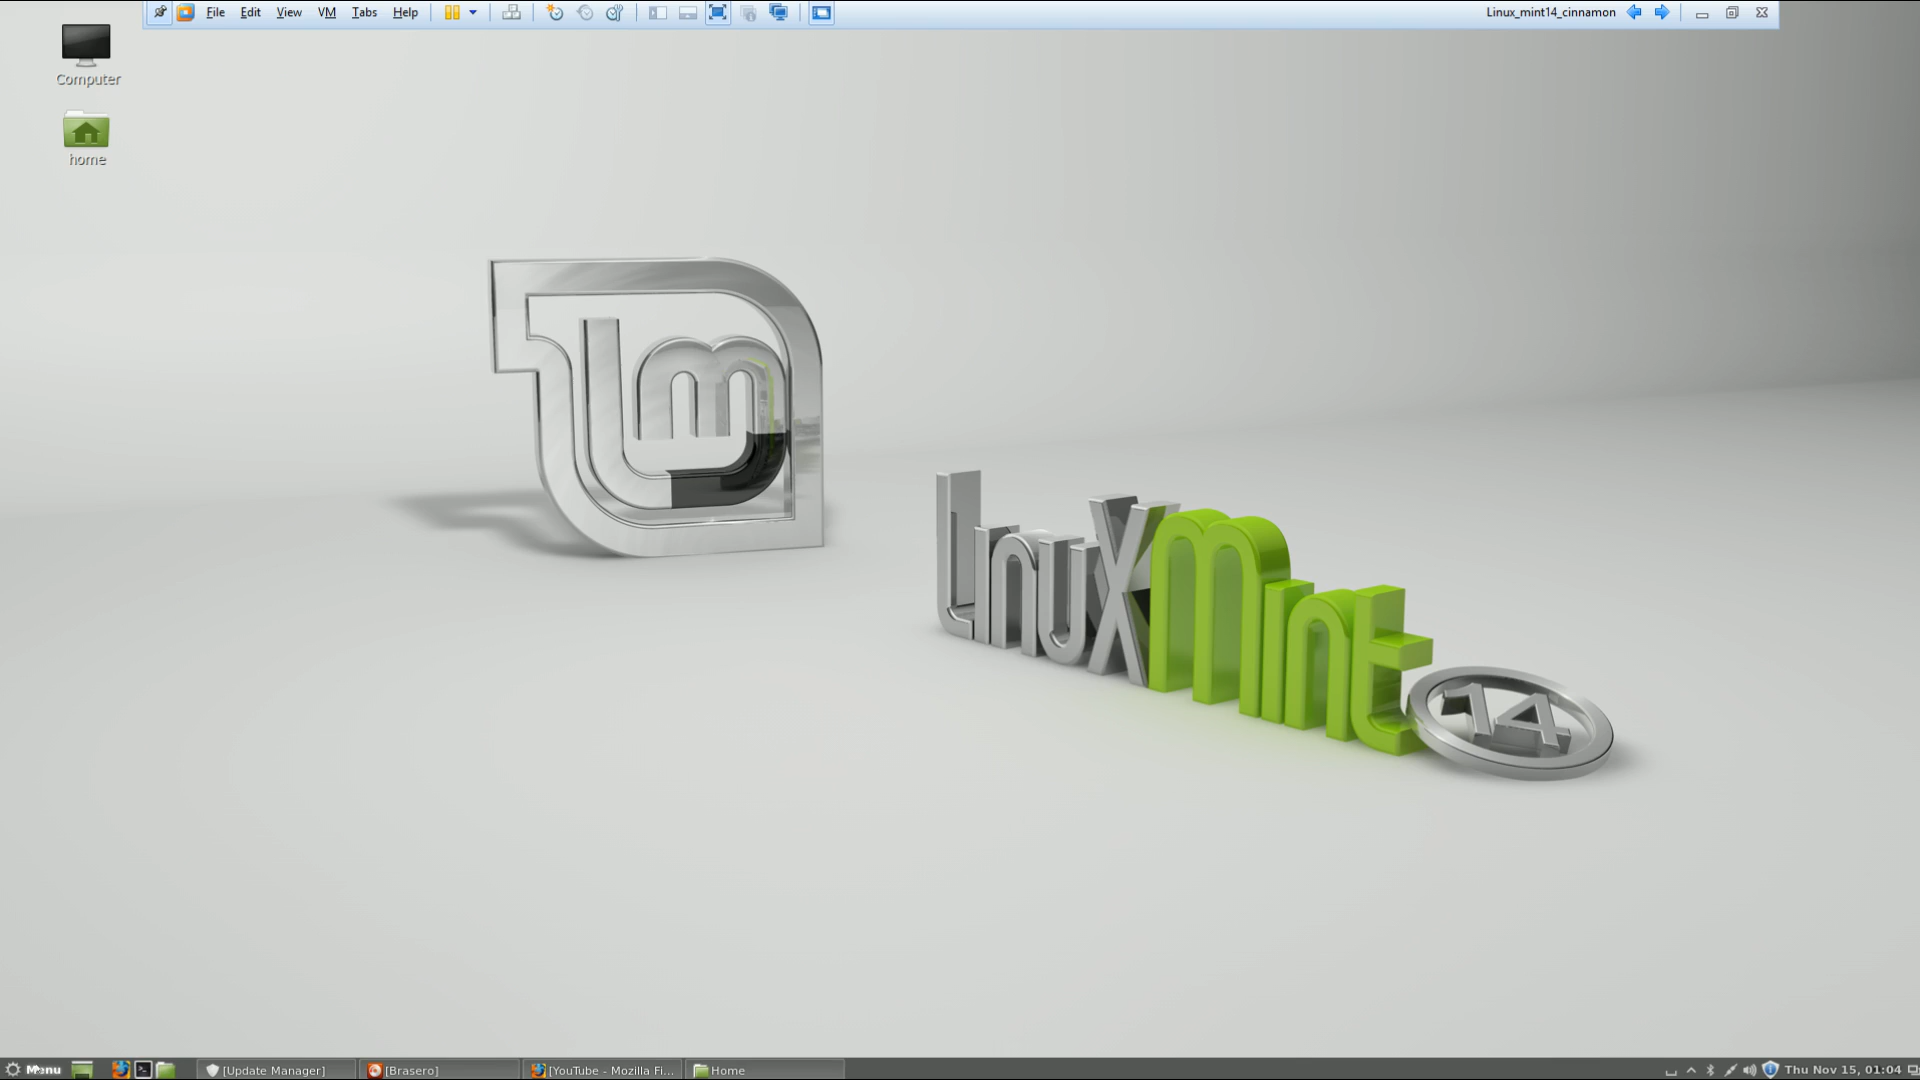 File Edit View VM Tabs Help
Linux_mint14_cinnamon
Computer
home
lm
LinuxMint 14
Menu
[Update Manager]
[Brasero]
[YouTube - Mozilla Fi...
Home
Thu Nov 15, 01:04